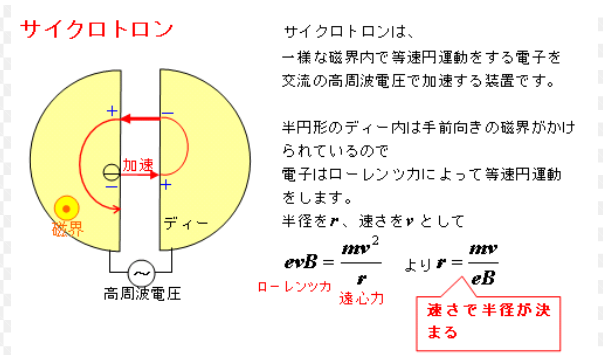 サイクロトロン
サイクロトロンは、
一様な磁界内で等速円運動をする電子を
交流の高周波電圧で加速する装置です。
半円形のディー内は手前向きの磁界がかけ
られているので
電子はローレンツ力によって等速円運動
をします。
半径をr、速さをvとして
evB = mv²/r より r = mv/eB
ローレンツ力 遠心力
速さで半径が決
まる
+ −
加速
− +
磁界
ディー
高周波電圧